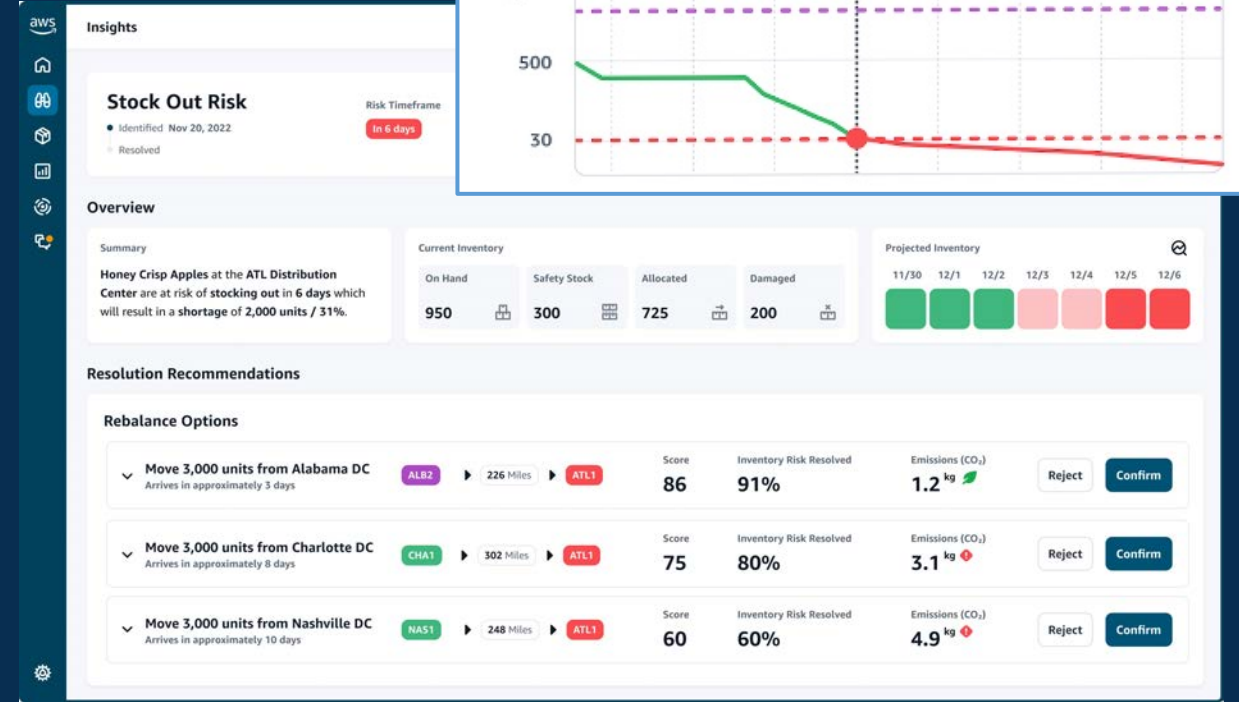 aws
Insights
500
30
Stock Out Risk
Identified Nov 20, 2022
Resolved
Risk Timeframe
In 6 days
Overview
Summary
Honey Crisp Apples at the ATL Distribution
Center are at risk of stocking out in 6 days which
will result in a shortage of 2,000 units / 31%.
Current Inventory
On Hand
950
Safety Stock
300
Allocated
725
Damaged
200
Projected Inventory
11/30 12/1 12/2 12/3 12/4 12/5 12/6
Resolution Recommendations
Rebalance Options
Move 3,000 units from Alabama DC
Arrives in approximately 3 days
ALB2 226 Miles ATL1
Score
86
Inventory Risk Resolved
91%
Emissions (CO₂)
1.2 kg
Reject
Confirm
Move 3,000 units from Charlotte DC
Arrives in approximately 8 days
CHA1 302 Miles ATL1
Score
75
Inventory Risk Resolved
80%
Emissions (CO₂)
3.1 kg
Reject
Confirm
Move 3,000 units from Nashville DC
Arrives in approximately 10 days
NAS1 248 Miles ATL1
Score
60
Inventory Risk Resolved
60%
Emissions (CO₂)
4.9 kg
Reject
Confirm